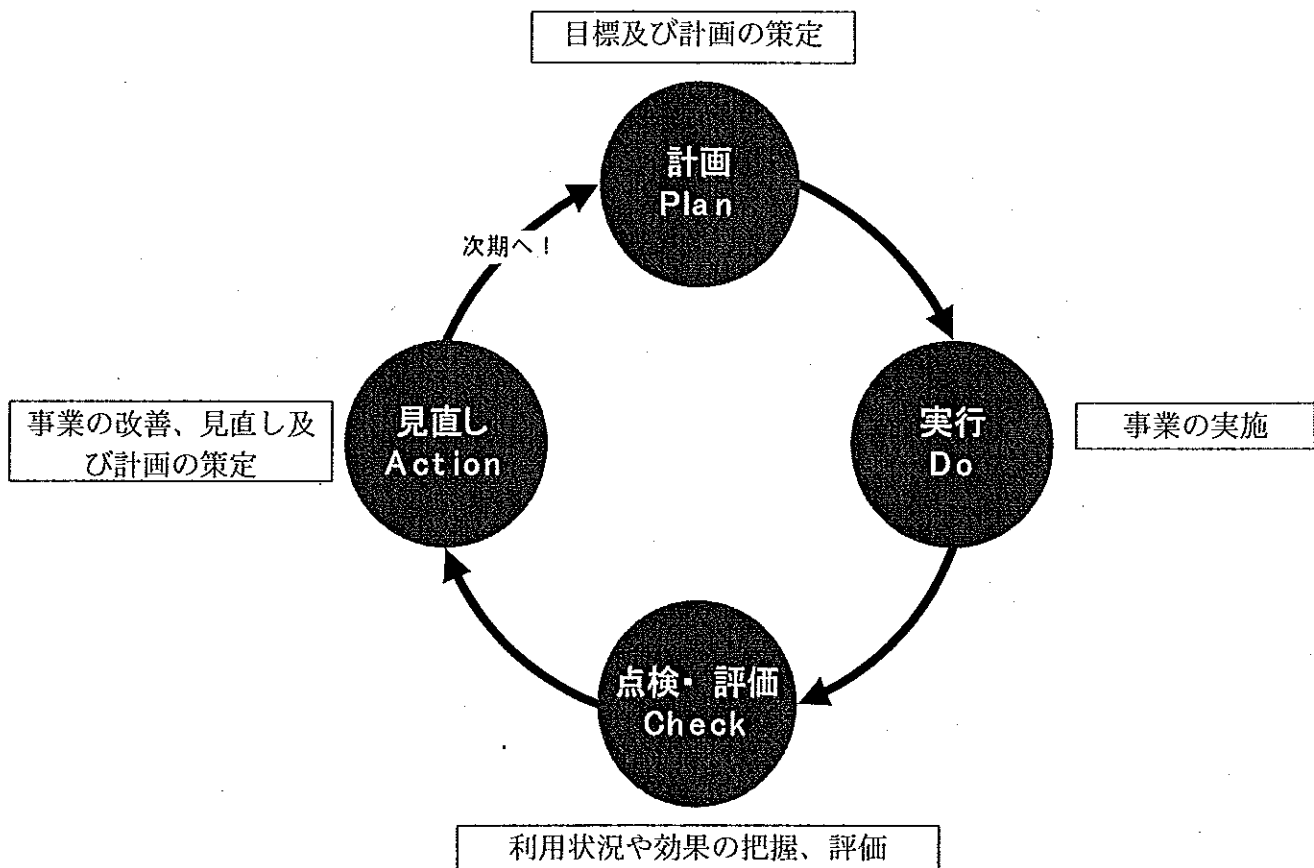 目標及び計画の策定
計画
Plan
次期へ！
事業の改善、見直し及
び計画の策定
見直し
Action
実行
Do
事業の実施
点検・評価
Check
利用状況や効果の把握、評価